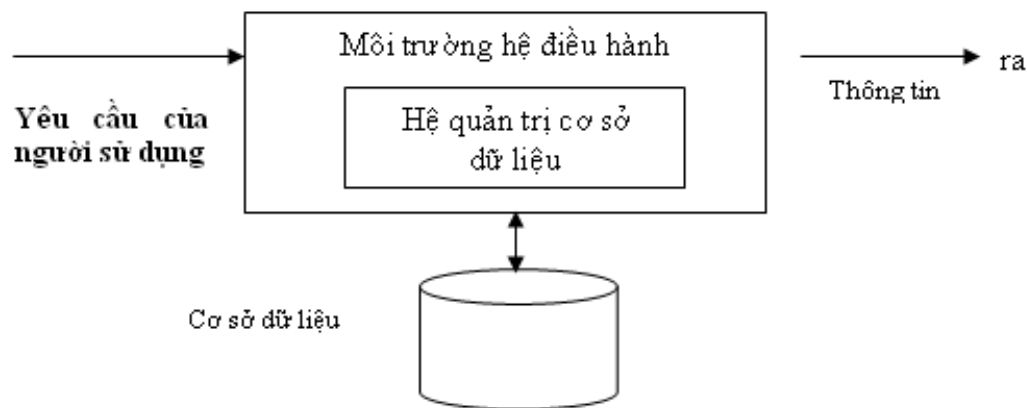 Môi trường hệ điều hành
ra
Thông tin
Yêu cầu của
người sử dụng
Hệ quản trị cơ sở
dữ liệu
Cơ sở dữ liệu